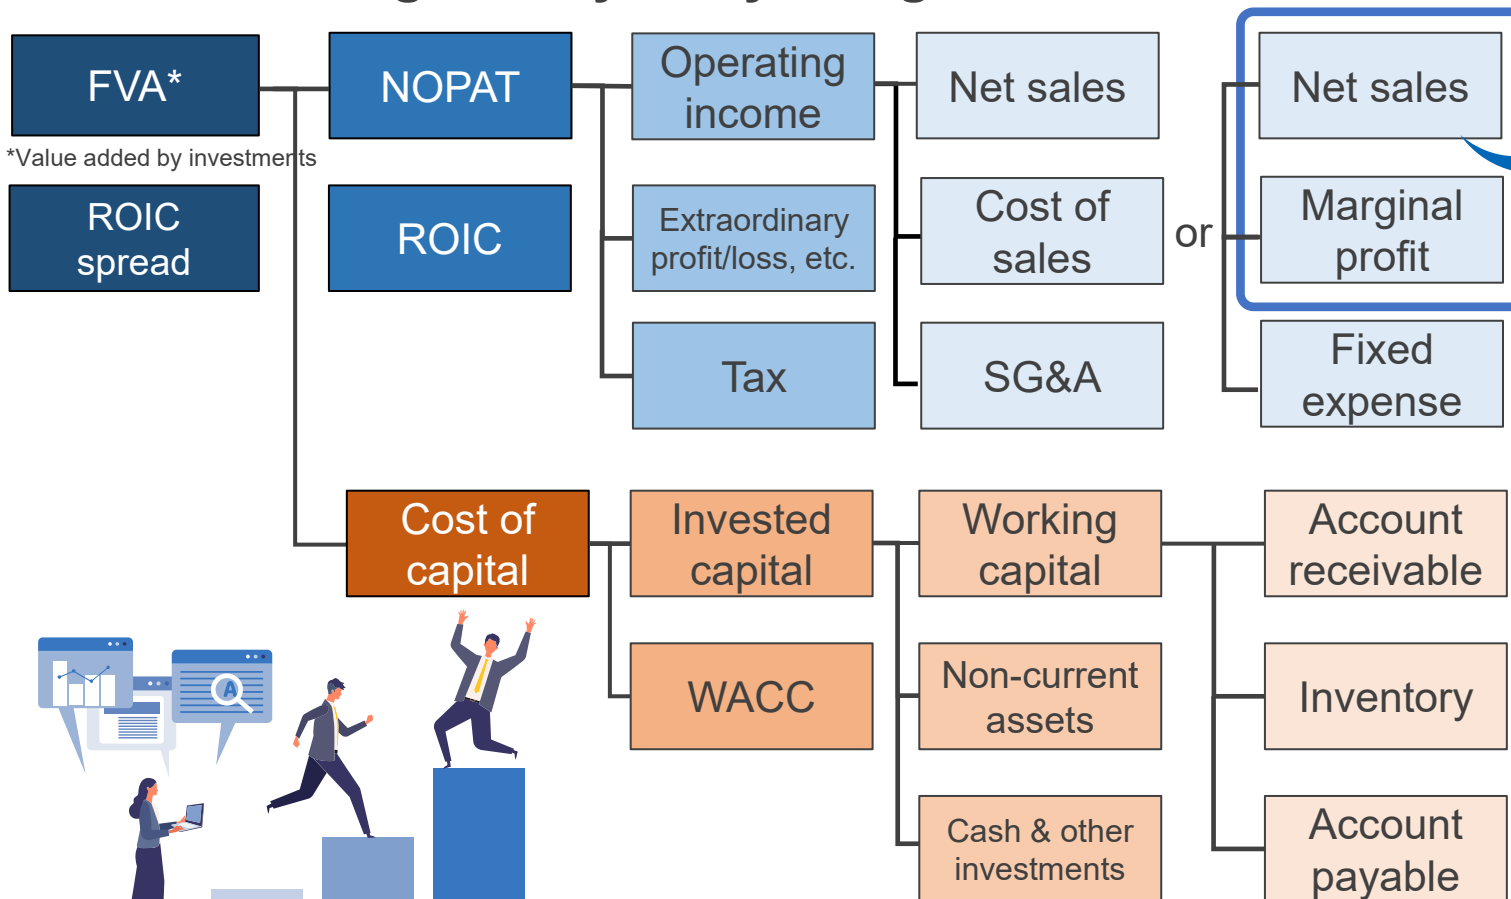 FVA*
NOPAT
Operating
income
Net sales
Net sales
*Value added by investments
ROIC
spread
ROIC
Extraordinary
profit/loss, etc.
Cost of
sales
or
Marginal
profit
Tax
SG&A
Fixed
expense
Cost of
capital
Invested
capital
Working
capital
Account
receivable
WACC
Non-current
assets
Inventory
Cash & other
investments
Account
payable
A